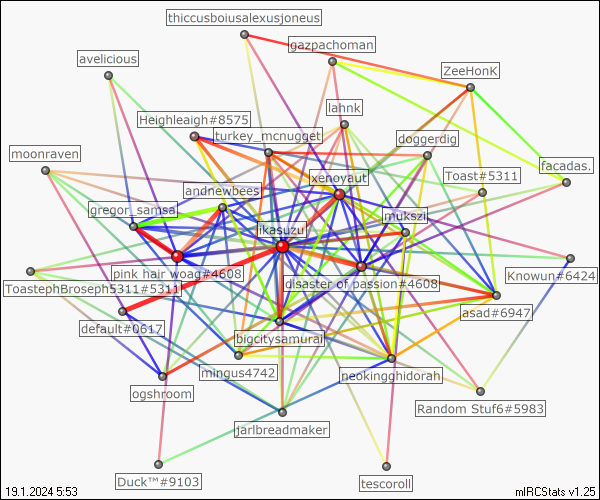 thiccusboiusalexusjoneus
gazpachoman
avelicious
ZeeHonK
lahnk
Heighleaigh#8575
turkey_mcnugget
doggerdig
moonraven
xenoyaut
Toast#5311
facadas.
andnewbees
gregor_samsa
mukszi
ikasuzu
pink hair woag#4608
disaster of passion#4608
Knowun#6424
ToastephBroseph5311#5311
default#0617
asad#6947
bigcitysamurai
mingus4742
neokingghidorah
ogshroom
Random Stuf6#5983
jarlbreadmaker
Duck™#9103
tescoroll
19.1.2024 5:53
mIRCStats v1.25